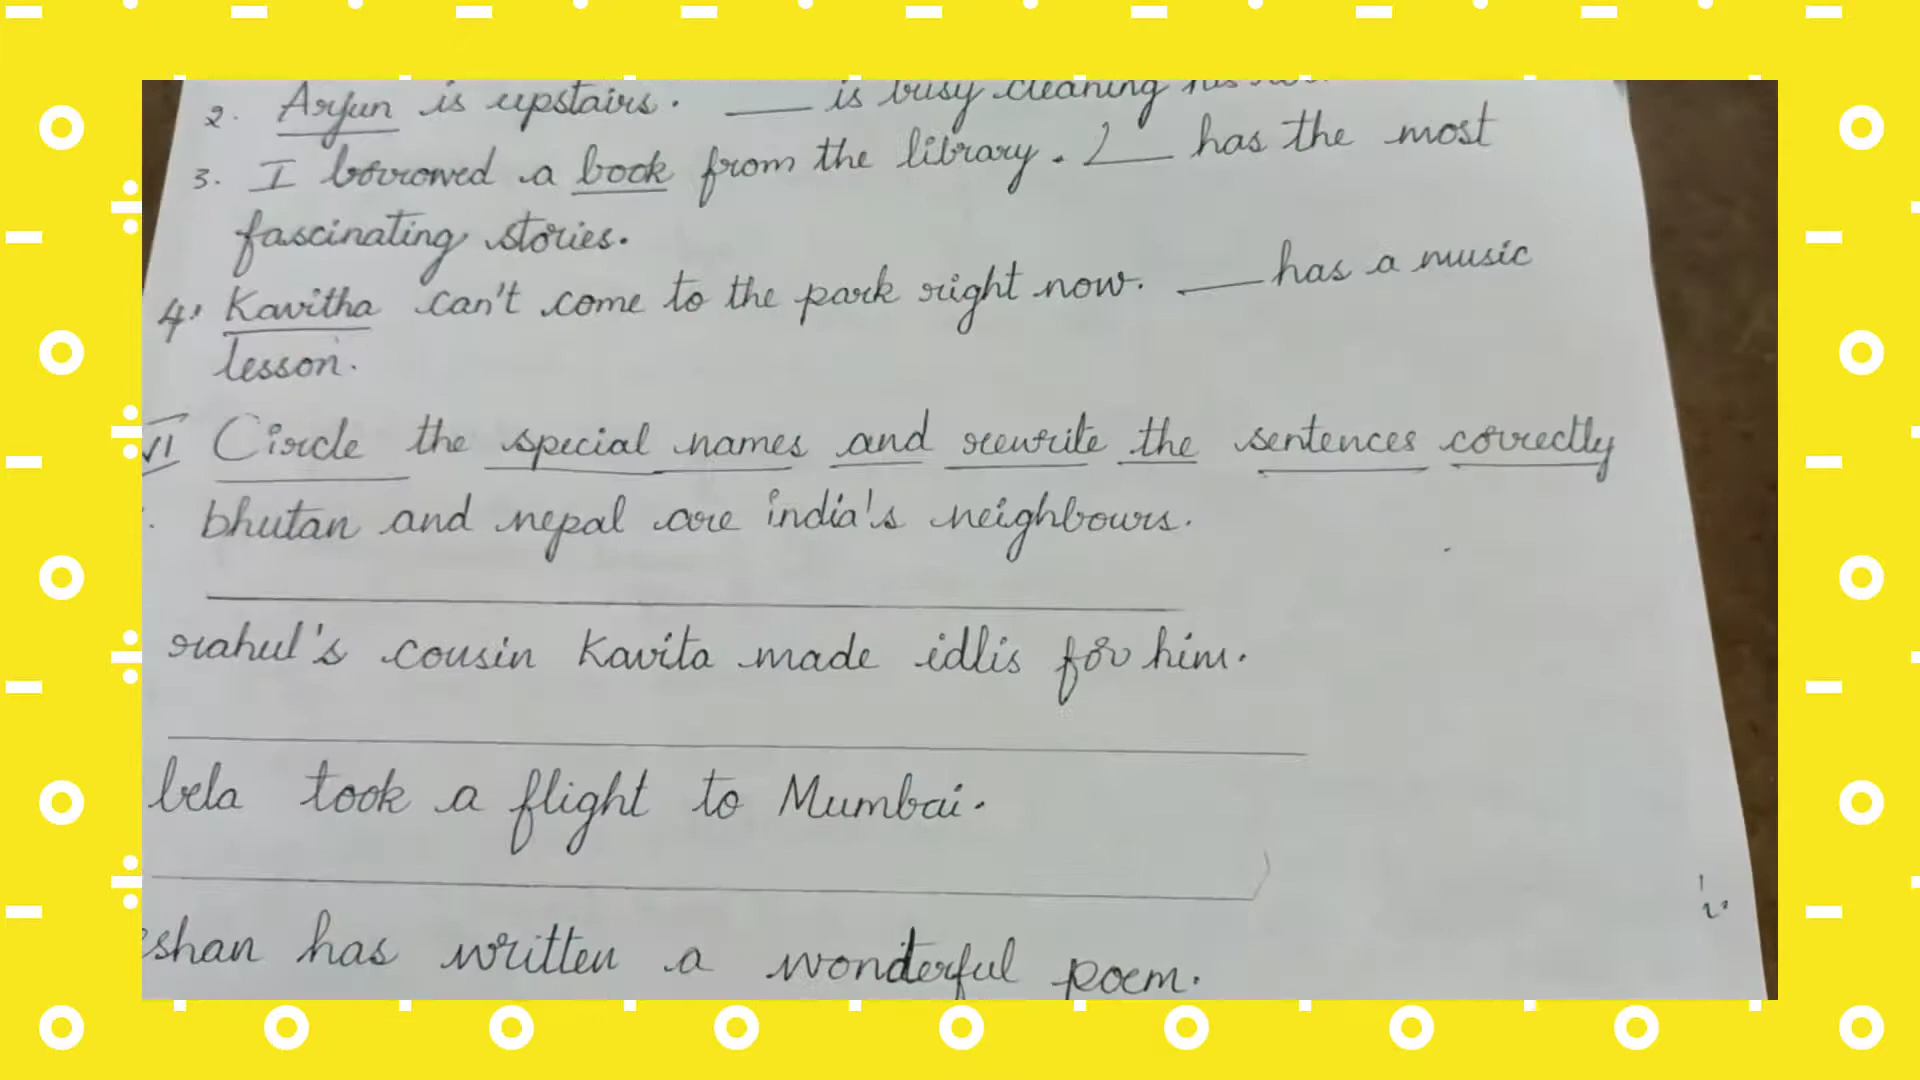 2. Arjun is upstairs. ___ is busy cleaning his
3. I borrowed a book from the library. ___ has the most
fascinating stories.
4. Kavitha can't come to the park right now. ___ has a music
lesson.
VI Circle the special names and rewrite the sentences correctly
bhutan and nepal are india's neighbours.
rahul's cousin Kavita made idlis for him.
bela took a flight to Mumbai.
shan has written a wonderful poem.